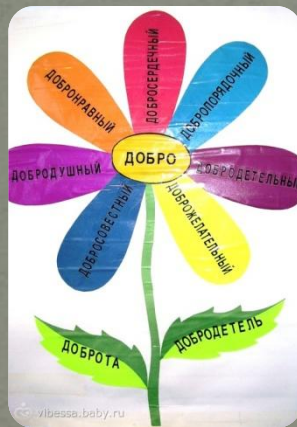 ДОБРОСЕРДЕЧНЫЙ
ДОБРОНРАВНЫЙ
ДОБРОПОРЯДОЧНЫЙ
ДОБРО
ДОБРОДУШНЫЙ
ДОБРОДЕТЕЛЬНЫЙ
ДОБРОСОВЕСТНЫЙ
ДОБРОЖЕЛАТЕЛЬНЫЙ
ДОБРОТА
ДОБРОДЕТЕЛЬ
vibessa.baby.ru